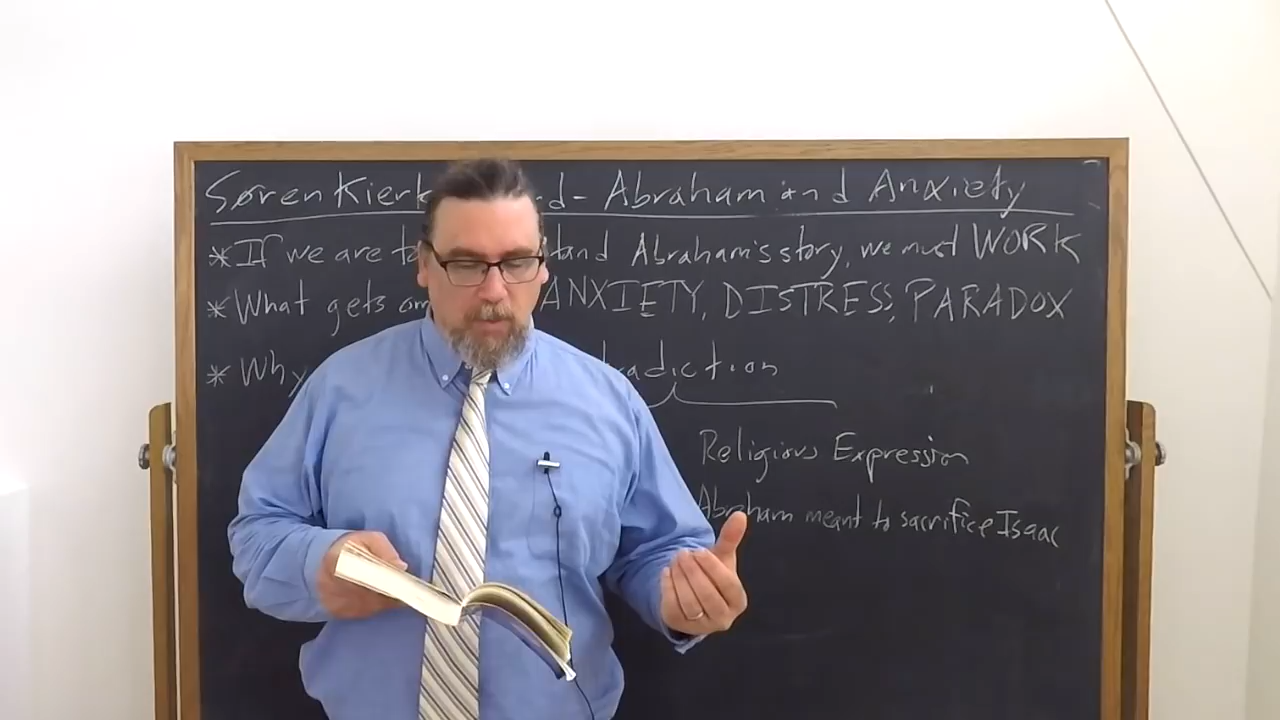 Søren Kierk d - Abraham and Anxiety
* If we are to tand Abraham's story, we must WORK
* What gets om ANXIETY, DISTRESS, PARADOX
* Why radiction
Religious Expression
Abraham meant to sacrifice Isaac